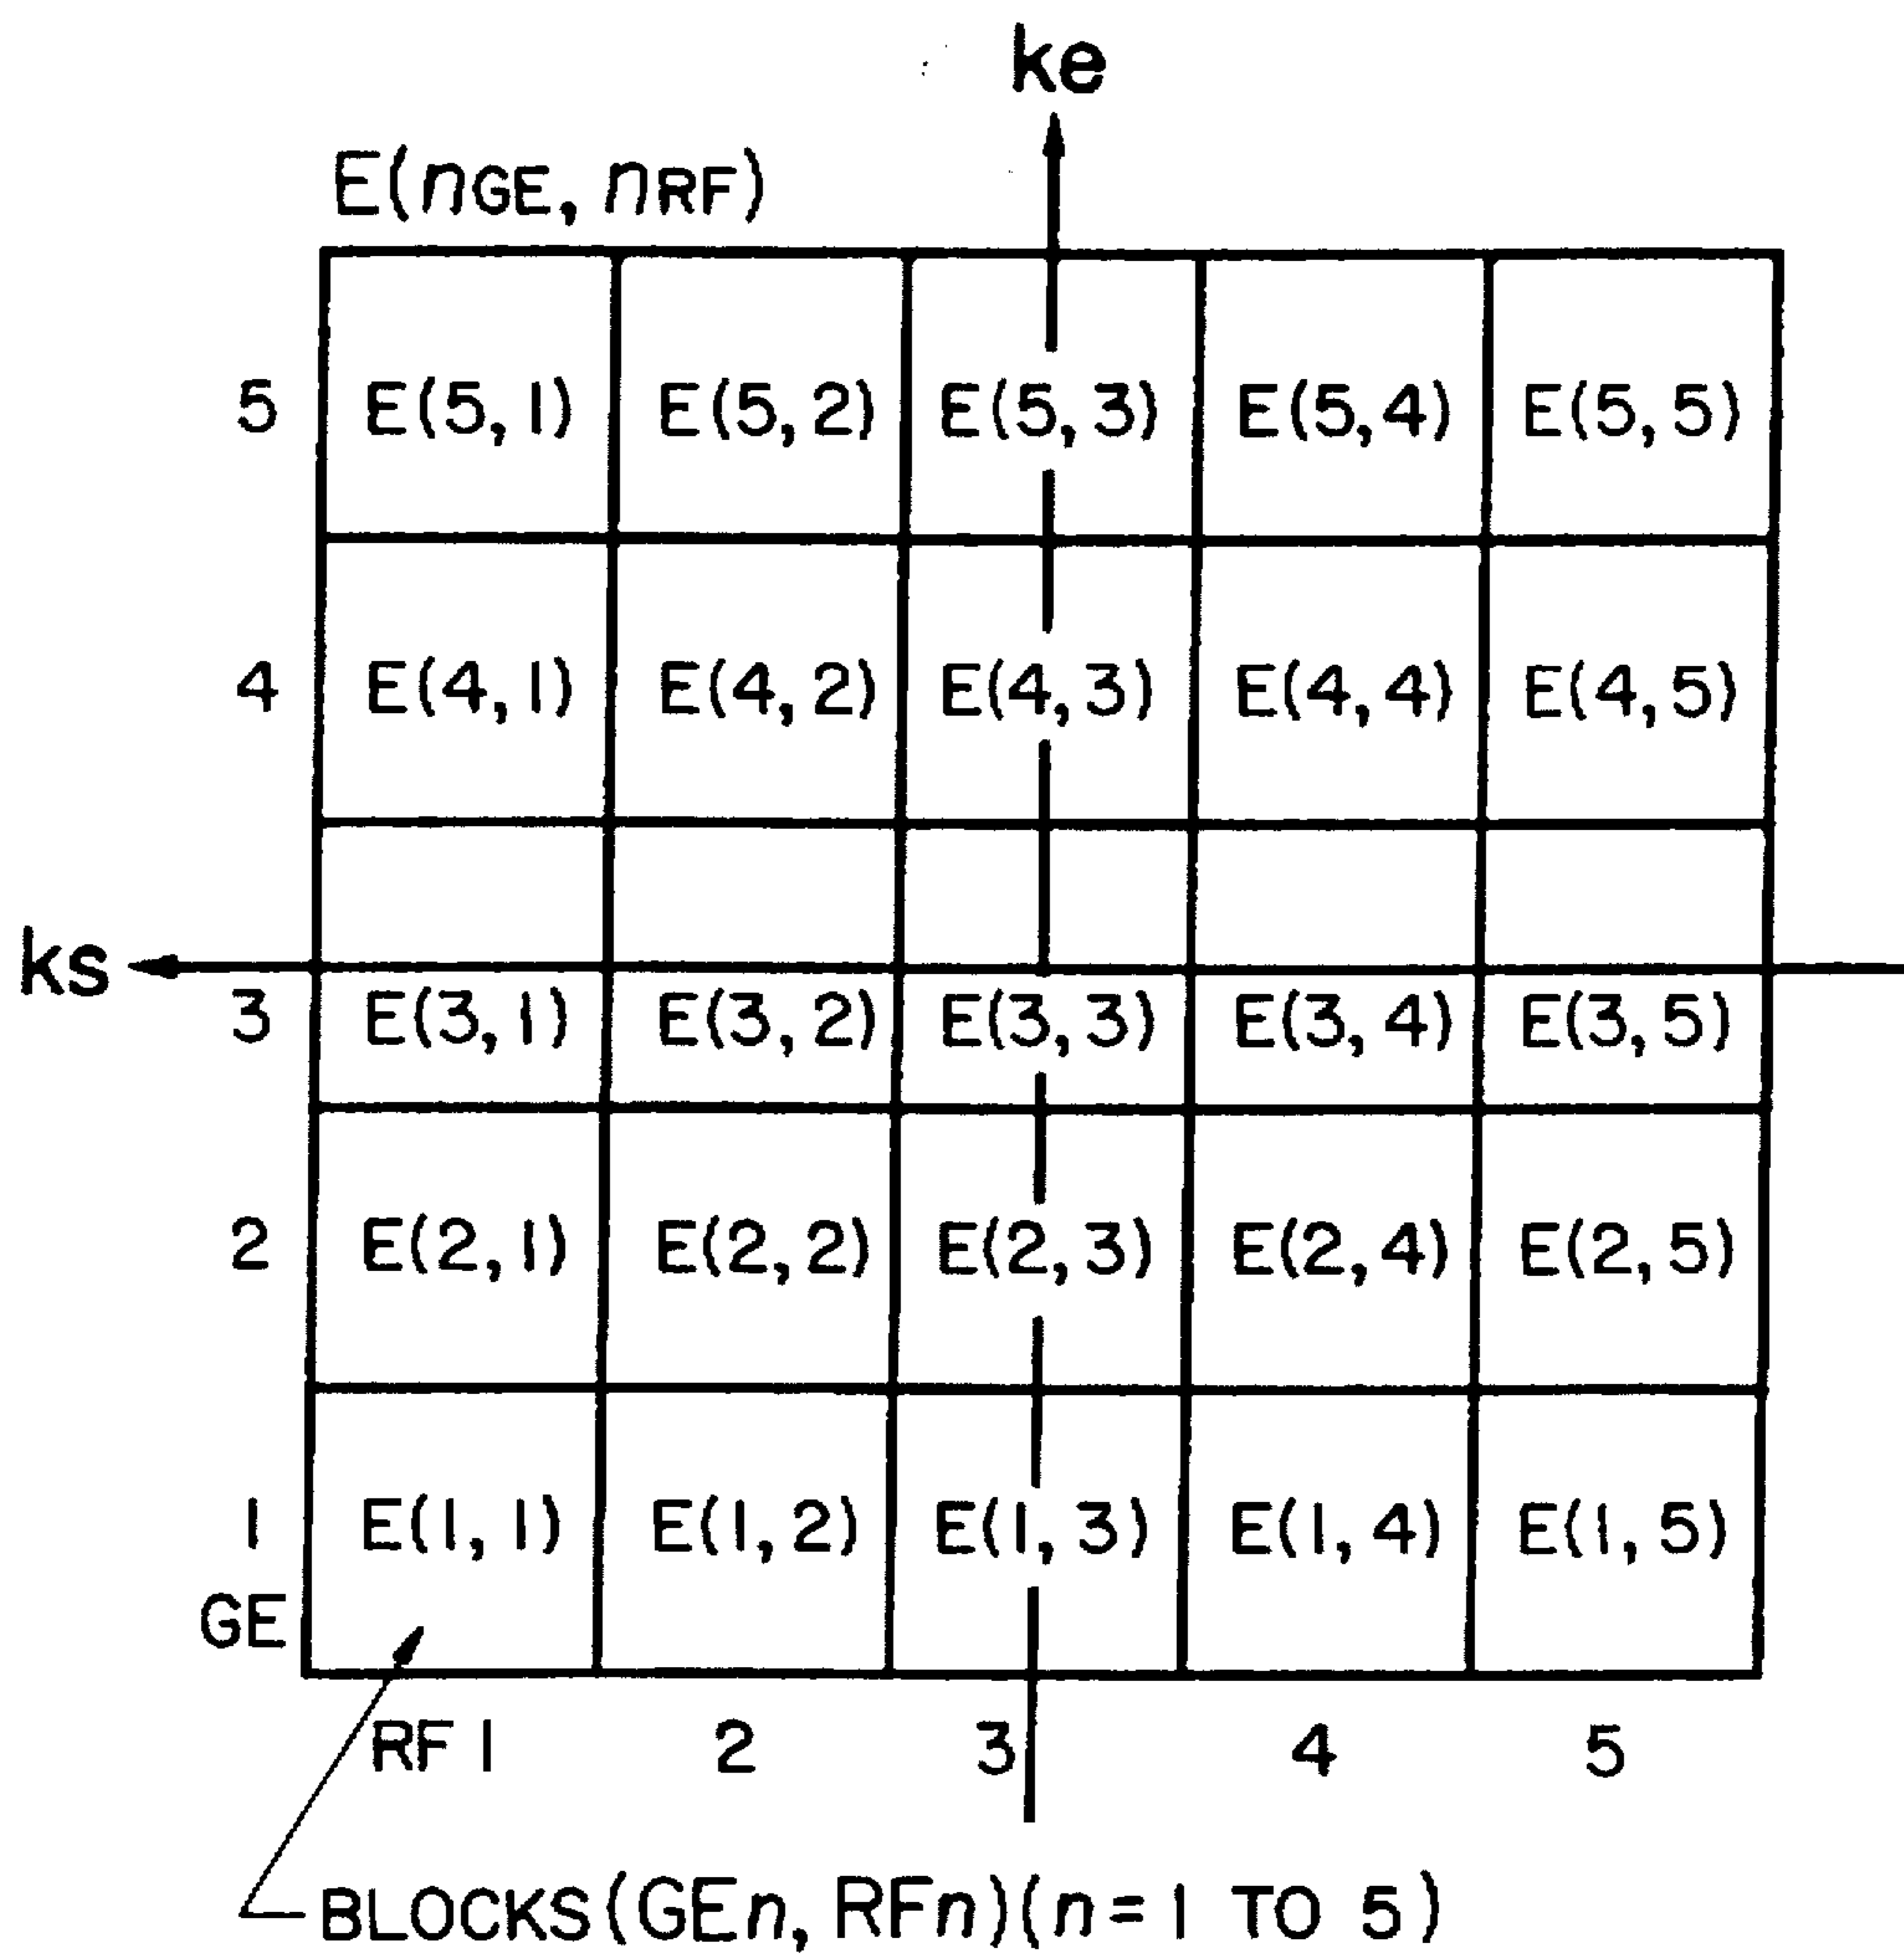 ke
E(nGE, nRF)
5 E(5,1) E(5,2) E(5,3) E(5,4) E(5,5)
4 E(4,1) E(4,2) E(4,3) E(4,4) E(4,5)
ks
3 E(3,1) E(3,2) E(3,3) E(3,4) E(3,5)
2 E(2,1) E(2,2) E(2,3) E(2,4) E(2,5)
1 E(1,1) E(1,2) E(1,3) E(1,4) E(1,5)
GE
RF 1 2 3 4 5
BLOCKS(GEn, RFn)(n=1 TO 5)